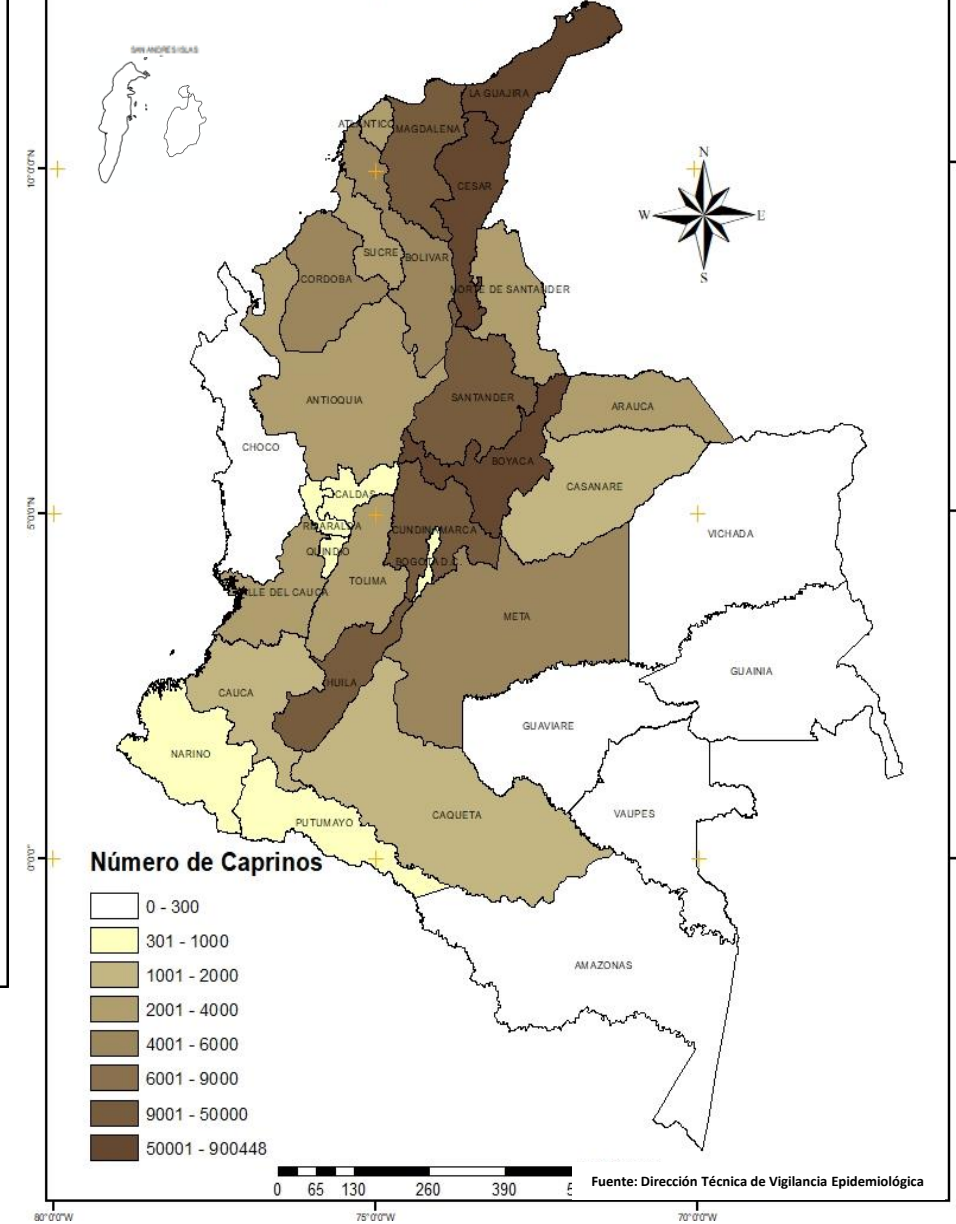 SAN ANDRES ISLAS
LA GUAJIRA
ATLANTICO
MAGDALENA
10°0'0"N
N
W
E
S
CESAR
SUCRE
BOLIVAR
CORDOBA
NORTE DE SANTANDER
ANTIOQUIA
SANTANDER
ARAUCA
CHOCO
BOYACA
CASANARE
CALDAS
5°0'0"N
RISARALDA
CUNDINAMARCA
VICHADA
QUINDIO
BOGOTA D.C.
TOLIMA
VALLE DEL CAUCA
META
GUAINIA
HUILA
CAUCA
GUAVIARE
NARINO
VAUPES
CAQUETA
PUTUMAYO
0°0'0"
Número de Caprinos
0 - 300
301 - 1000
1001 - 2000
2001 - 4000
4001 - 6000
6001 - 9000
9001 - 50000
50001 - 900448
AMAZONAS
0 65 130 260 390
Fuente: Dirección Técnica de Vigilancia Epidemiológica
80°0'0"W
75°0'0"W
70°0'0"W